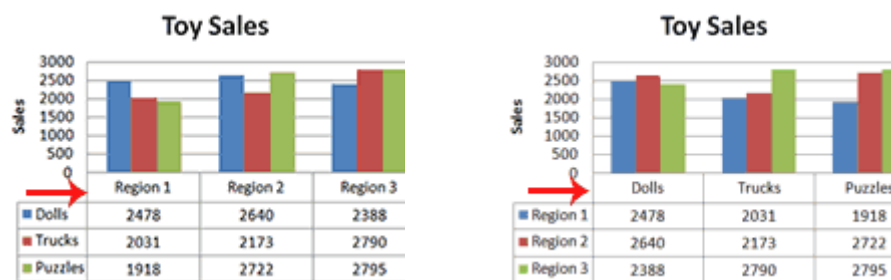 Toy Sales
3000
2500
2000
1500
1000
500
0
Sales
Region 1 Region 2 Region 3
Dolls 2478 2640 2388
Trucks 2031 2173 2790
Puzzles 1918 2722 2795
Toy Sales
3000
2500
2000
1500
1000
500
0
Sales
Dolls Trucks Puzzles
Region 1 2478 2031 1918
Region 2 2640 2173 2722
Region 3 2388 2790 2795